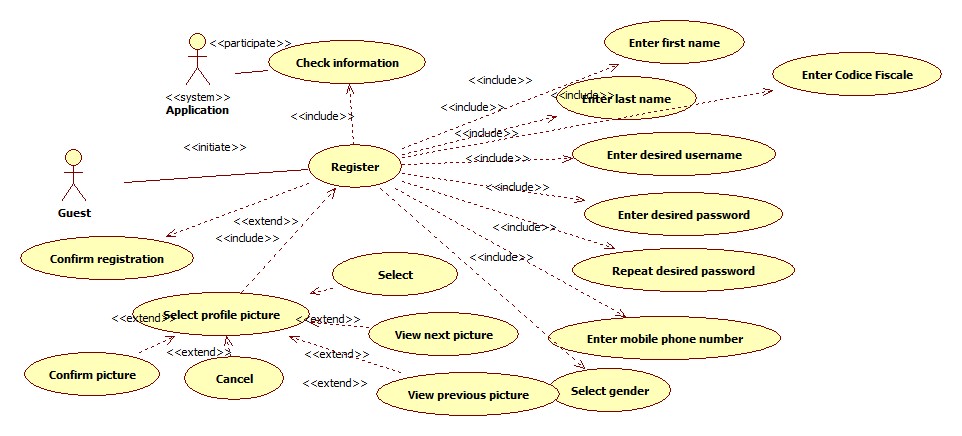 Enter first name
<<participate>>
Check information
Enter Codice Fiscale
<<include>>
<<system>>
Application
Enter last name
<<include>>
<<include>>
<<include>>
<<include>>
<<initiate>>
Enter desired username
<<include>>
Register
<<include>>
Guest
Enter desired password
<<extend>>
<<include>>
<<include>>
Confirm registration
<<include>>
Repeat desired password
Select
Select profile picture
<<extend>>
<<extend>>
View next picture
Enter mobile phone number
<<extend>>
<<extend>>
Confirm picture
Cancel
<<extend>>
View previous picture
Select gender